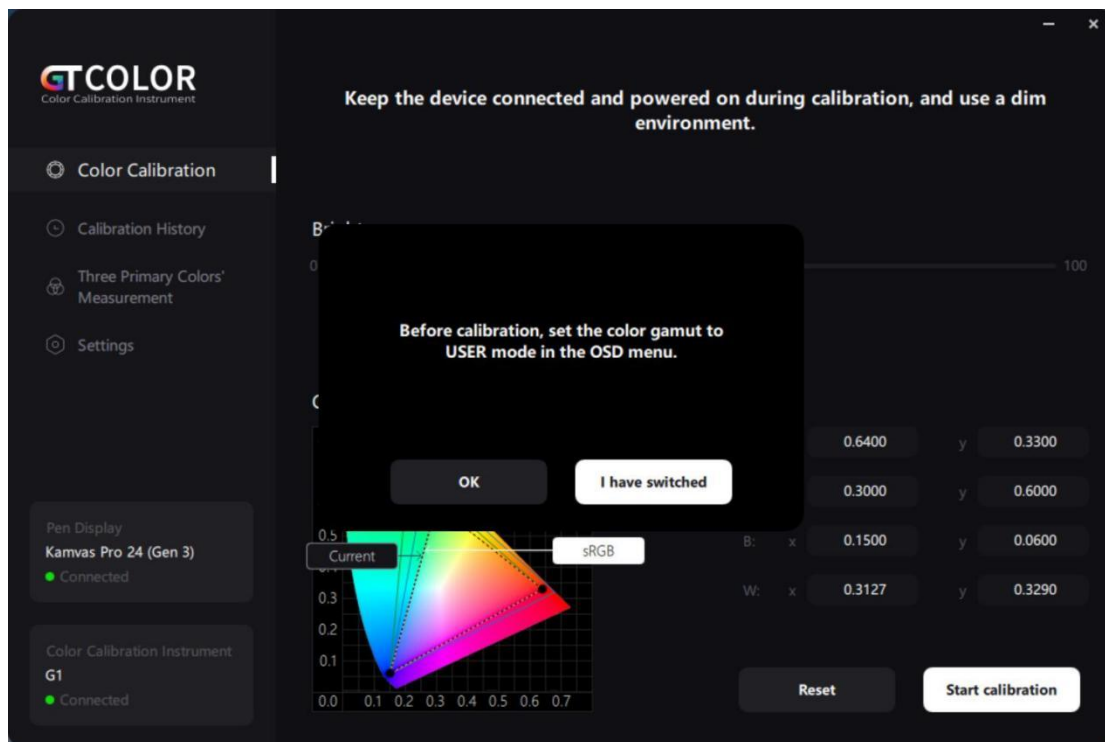 GTCOLOR
Color Calibration Instrument
Color Calibration
Calibration History
Three Primary Colors'
Measurement
Settings
Pen Display
Kamvas Pro 24 (Gen 3)
Connected
Color Calibration Instrument
G1
Connected
Keep the device connected and powered on during calibration, and use a dim
environment.
0
100
Before calibration, set the color gamut to
USER mode in the OSD menu.
OK
I have switched
0.6400 y 0.3300
0.3000 y 0.6000
B: x 0.1500 y 0.0600
W: x 0.3127 y 0.3290
0.5
Current
sRGB
0.3
0.2
0.1
0.0 0.1 0.2 0.3 0.4 0.5 0.6 0.7
Reset
Start calibration